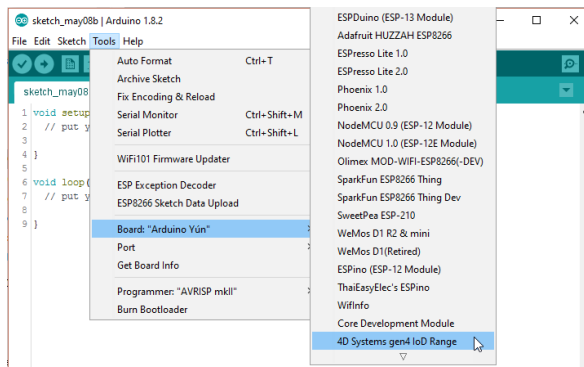 sketch_may08b | Arduino 1.8.2
File Edit Sketch Tools Help
sketch_may08
1 void setup
2 // put y
3
4 }
5
6 void loop(
7 // put y
8
9 }
Auto Format Ctrl+T
Archive Sketch
Fix Encoding & Reload
Serial Monitor Ctrl+Shift+M
Serial Plotter Ctrl+Shift+L
WiFi101 Firmware Updater
ESP Exception Decoder
ESP8266 Sketch Data Upload
Board: "Arduino Yún"
Port
Get Board Info
Programmer: "AVRISP mkII"
Burn Bootloader
ESPDuino (ESP-13 Module)
Adafruit HUZZAH ESP8266
ESPresso Lite 1.0
ESPresso Lite 2.0
Phoenix 1.0
Phoenix 2.0
NodeMCU 0.9 (ESP-12 Module)
NodeMCU 1.0 (ESP-12E Module)
Olimex MOD-WIFI-ESP8266(-DEV)
SparkFun ESP8266 Thing
SparkFun ESP8266 Thing Dev
SweetPea ESP-210
WeMos D1 R2 & mini
WeMos D1(Retired)
ESPino (ESP-12 Module)
ThaiEasyElec's ESPino
WifInfo
Core Development Module
4D Systems gen4 IoD Range